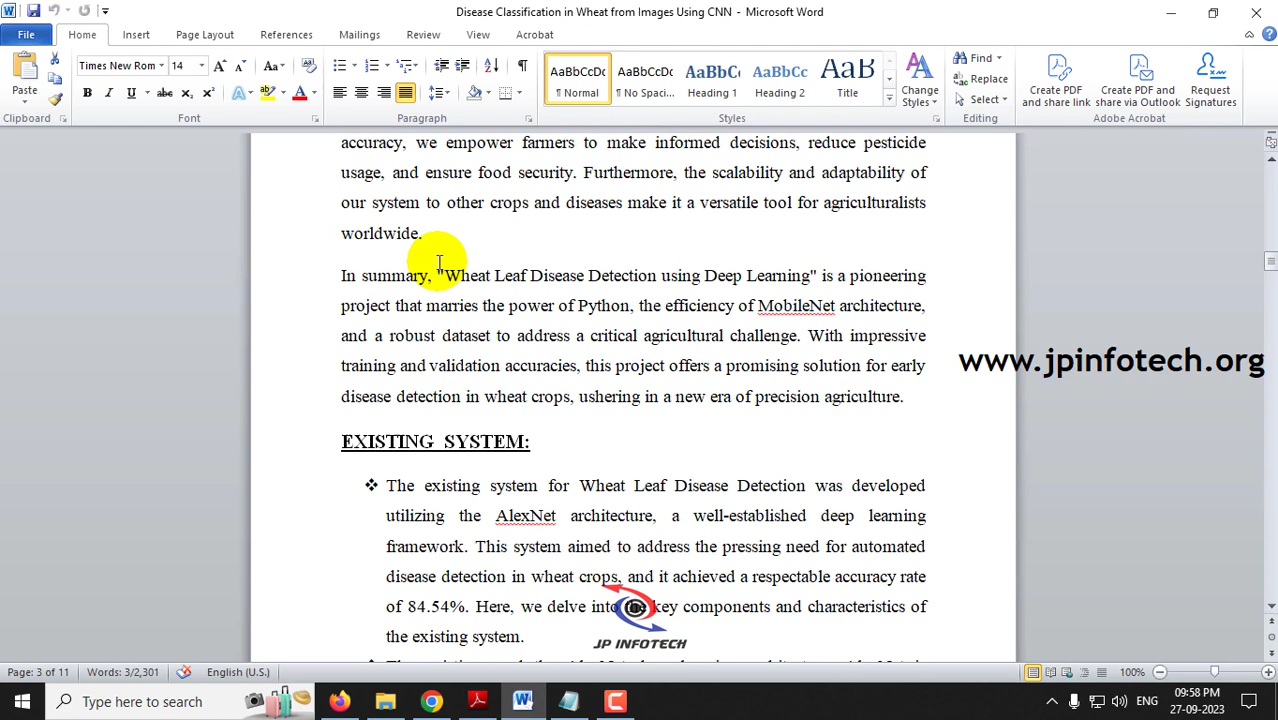 Disease Classification in Wheat from Images Using CNN - Microsoft Word
File Home Insert Page Layout References Mailings Review View Acrobat
Paste
Clipboard
Times New Rom 14
Font
Paragraph
AaBbCcDc AaBbCcDc AaBbC AaBbCc AaB
¶ Normal ¶ No Spaci... Heading 1 Heading 2 Title
Change Styles
Styles
Find
Replace
Select
Editing
Create PDF and share link
Create PDF and share via Outlook
Request Signatures
Adobe Acrobat
accuracy, we empower farmers to make informed decisions, reduce pesticide
usage, and ensure food security. Furthermore, the scalability and adaptability of
our system to other crops and diseases make it a versatile tool for agriculturalists
worldwide.
In summary, "Wheat Leaf Disease Detection using Deep Learning" is a pioneering
project that marries the power of Python, the efficiency of MobileNet architecture,
and a robust dataset to address a critical agricultural challenge. With impressive
training and validation accuracies, this project offers a promising solution for early
disease detection in wheat crops, ushering in a new era of precision agriculture.
www.jpinfotech.org
EXISTING SYSTEM:
❖ The existing system for Wheat Leaf Disease Detection was developed
utilizing the AlexNet architecture, a well-established deep learning
framework. This system aimed to address the pressing need for automated
disease detection in wheat crops, and it achieved a respectable accuracy rate
of 84.54%. Here, we delve into the key components and characteristics of
the existing system.
JP INFOTECH
Page: 3 of 11 Words: 3/2,301 English (U.S.) 100%
Type here to search
ENG
09:58 PM
27-09-2023